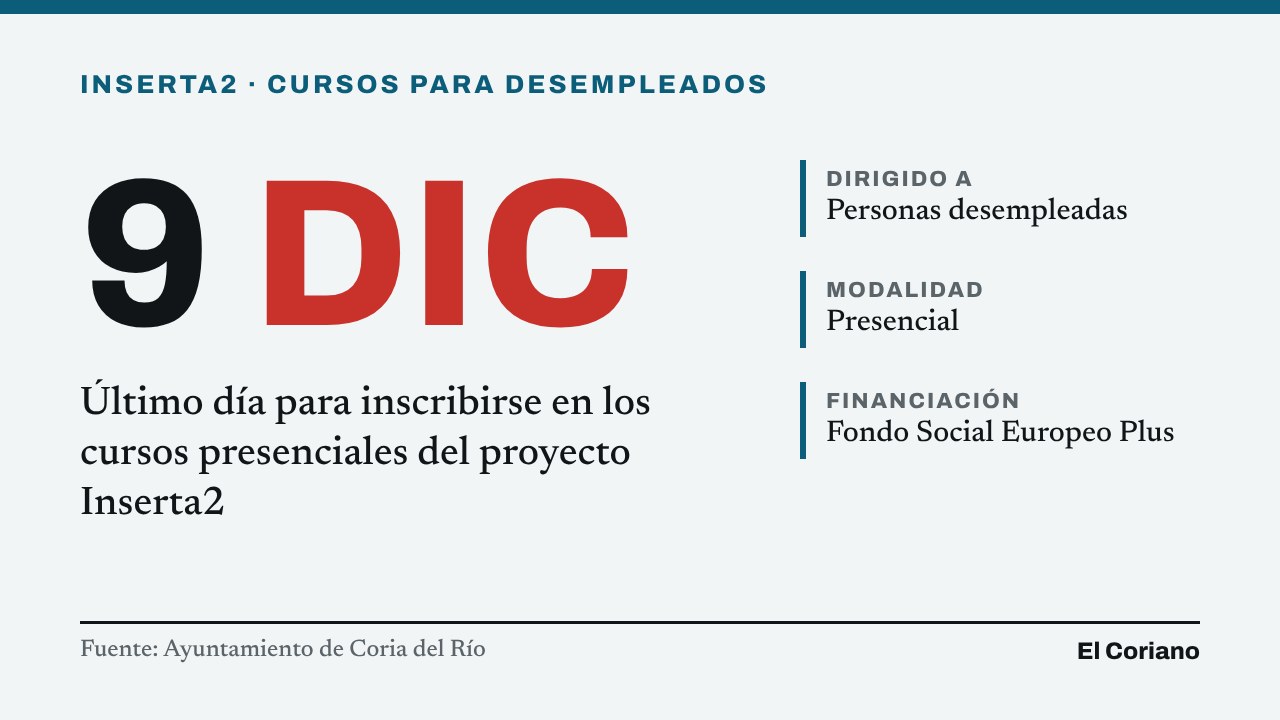 INSERTA2 · CURSOS PARA DESEMPLEADOS
9 DIC
Último día para inscribirse en los
cursos presenciales del proyecto
Inserta2
DIRIGIDO A
Personas desempleadas
MODALIDAD
Presencial
FINANCIACIÓN
Fondo Social Europeo Plus
Fuente: Ayuntamiento de Coria del Río
El Coriano